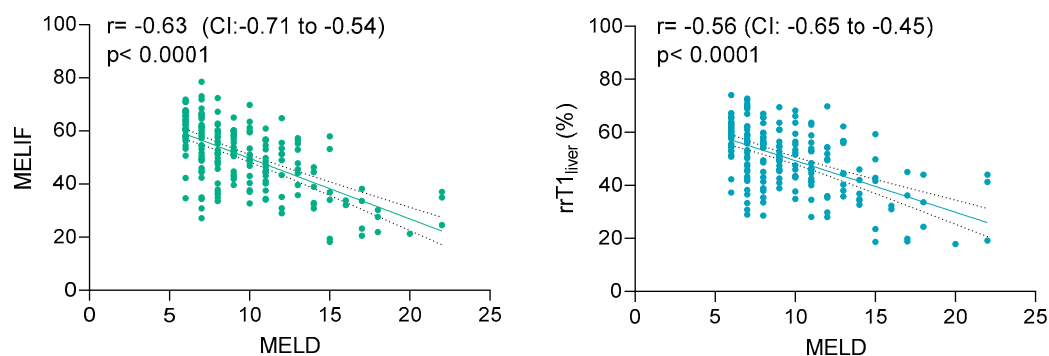 r= -0.63 (CI:-0.71 to -0.54)
p< 0.0001
100
80
60
40
20
0
MELIF
0 5 10 15 20 25
MELD
r= -0.56 (CI: -0.65 to -0.45)
p< 0.0001
100
80
60
40
20
0
rrT1liver (%)
0 5 10 15 20 25
MELD